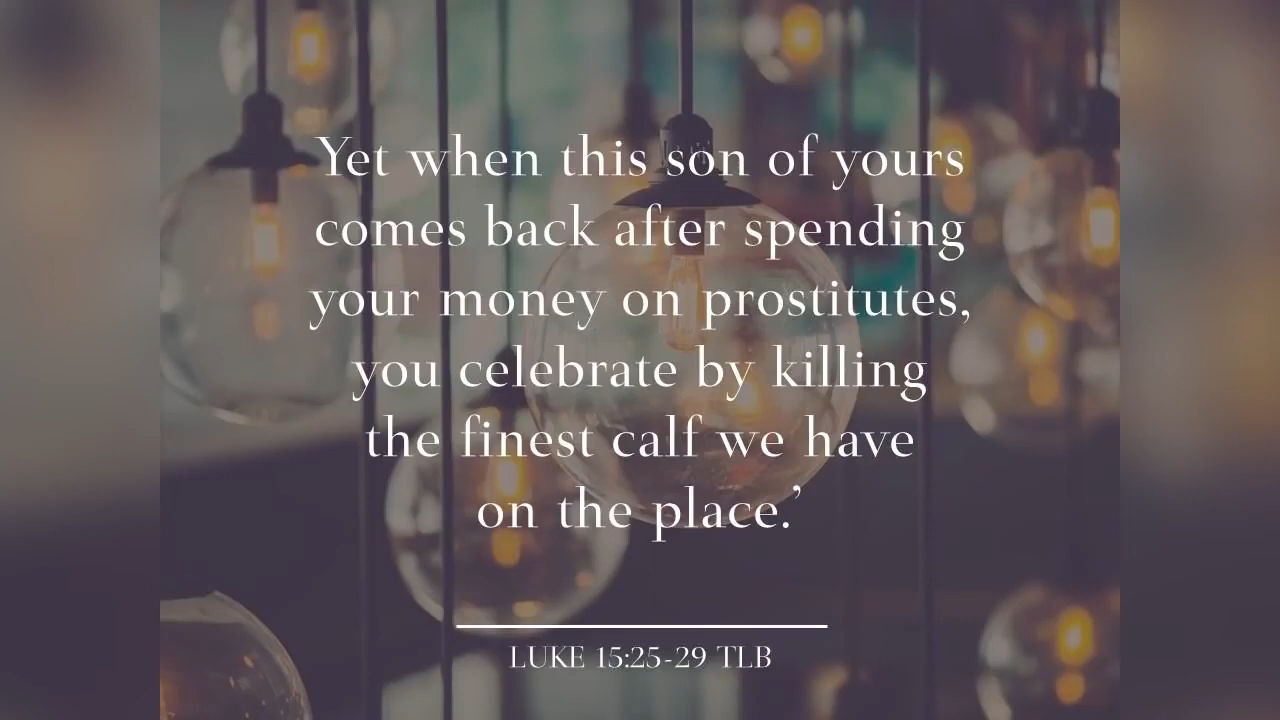 Yet when this son of yours
comes back after spending
your money on prostitutes,
you celebrate by killing
the finest calf we have
on the place.’
LUKE 15:25-29 TLB